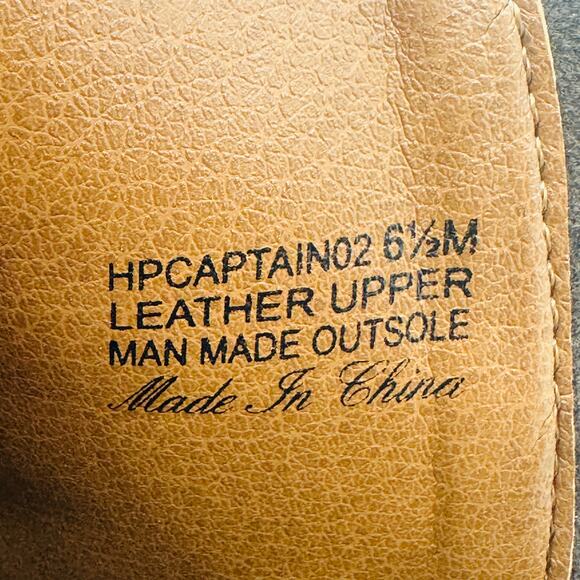 HPCAPTAIN02 6½M
LEATHER UPPER
MAN MADE OUTSOLE
Made In China